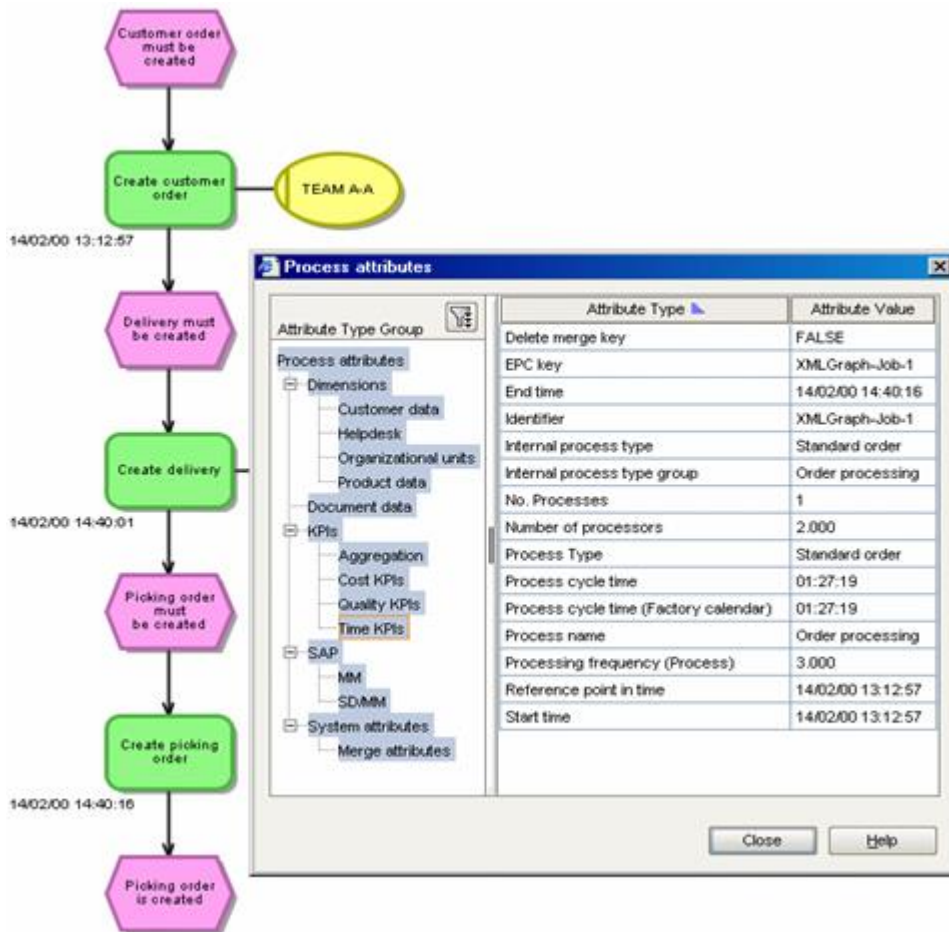 Customer order
must be
created
Create customer
order
TEAM A-A
14/02/00 13:12:57
Delivery must
be created
Create delivery
14/02/00 14:40:01
Picking order
must
be created
Create picking
order
14/02/00 14:40:16
Picking order
is created
Process attributes
Attribute Type Group
Process attributes
Dimensions
Customer data
Helpdesk
Organizational units
Product data
Document data
KPIs
Aggregation
Cost KPIs
Quality KPIs
Time KPIs
SAP
MM
SD/MM
System attributes
Merge attributes
Attribute Type Attribute Value
Delete merge key FALSE
EPC key XMLGraph-Job-1
End time 14/02/00 14:40:16
Identifier XMLGraph-Job-1
Internal process type Standard order
Internal process type group Order processing
No. Processes 1
Number of processors 2.000
Process Type Standard order
Process cycle time 01:27:19
Process cycle time (Factory calendar) 01:27:19
Process name Order processing
Processing frequency (Process) 3.000
Reference point in time 14/02/00 13:12:57
Start time 14/02/00 13:12:57
Close Help